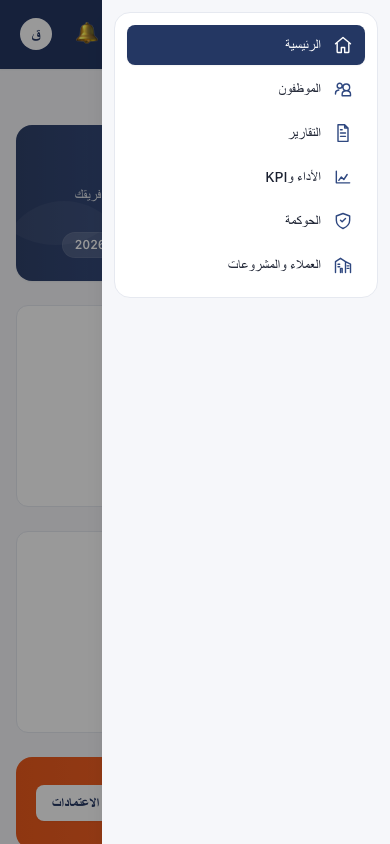 الرئيسية
الموظفون
التقارير
الأداء وKPI
الحوكمة
العملاء والمشروعات
ق
فريقك
2026
الاعتمادات